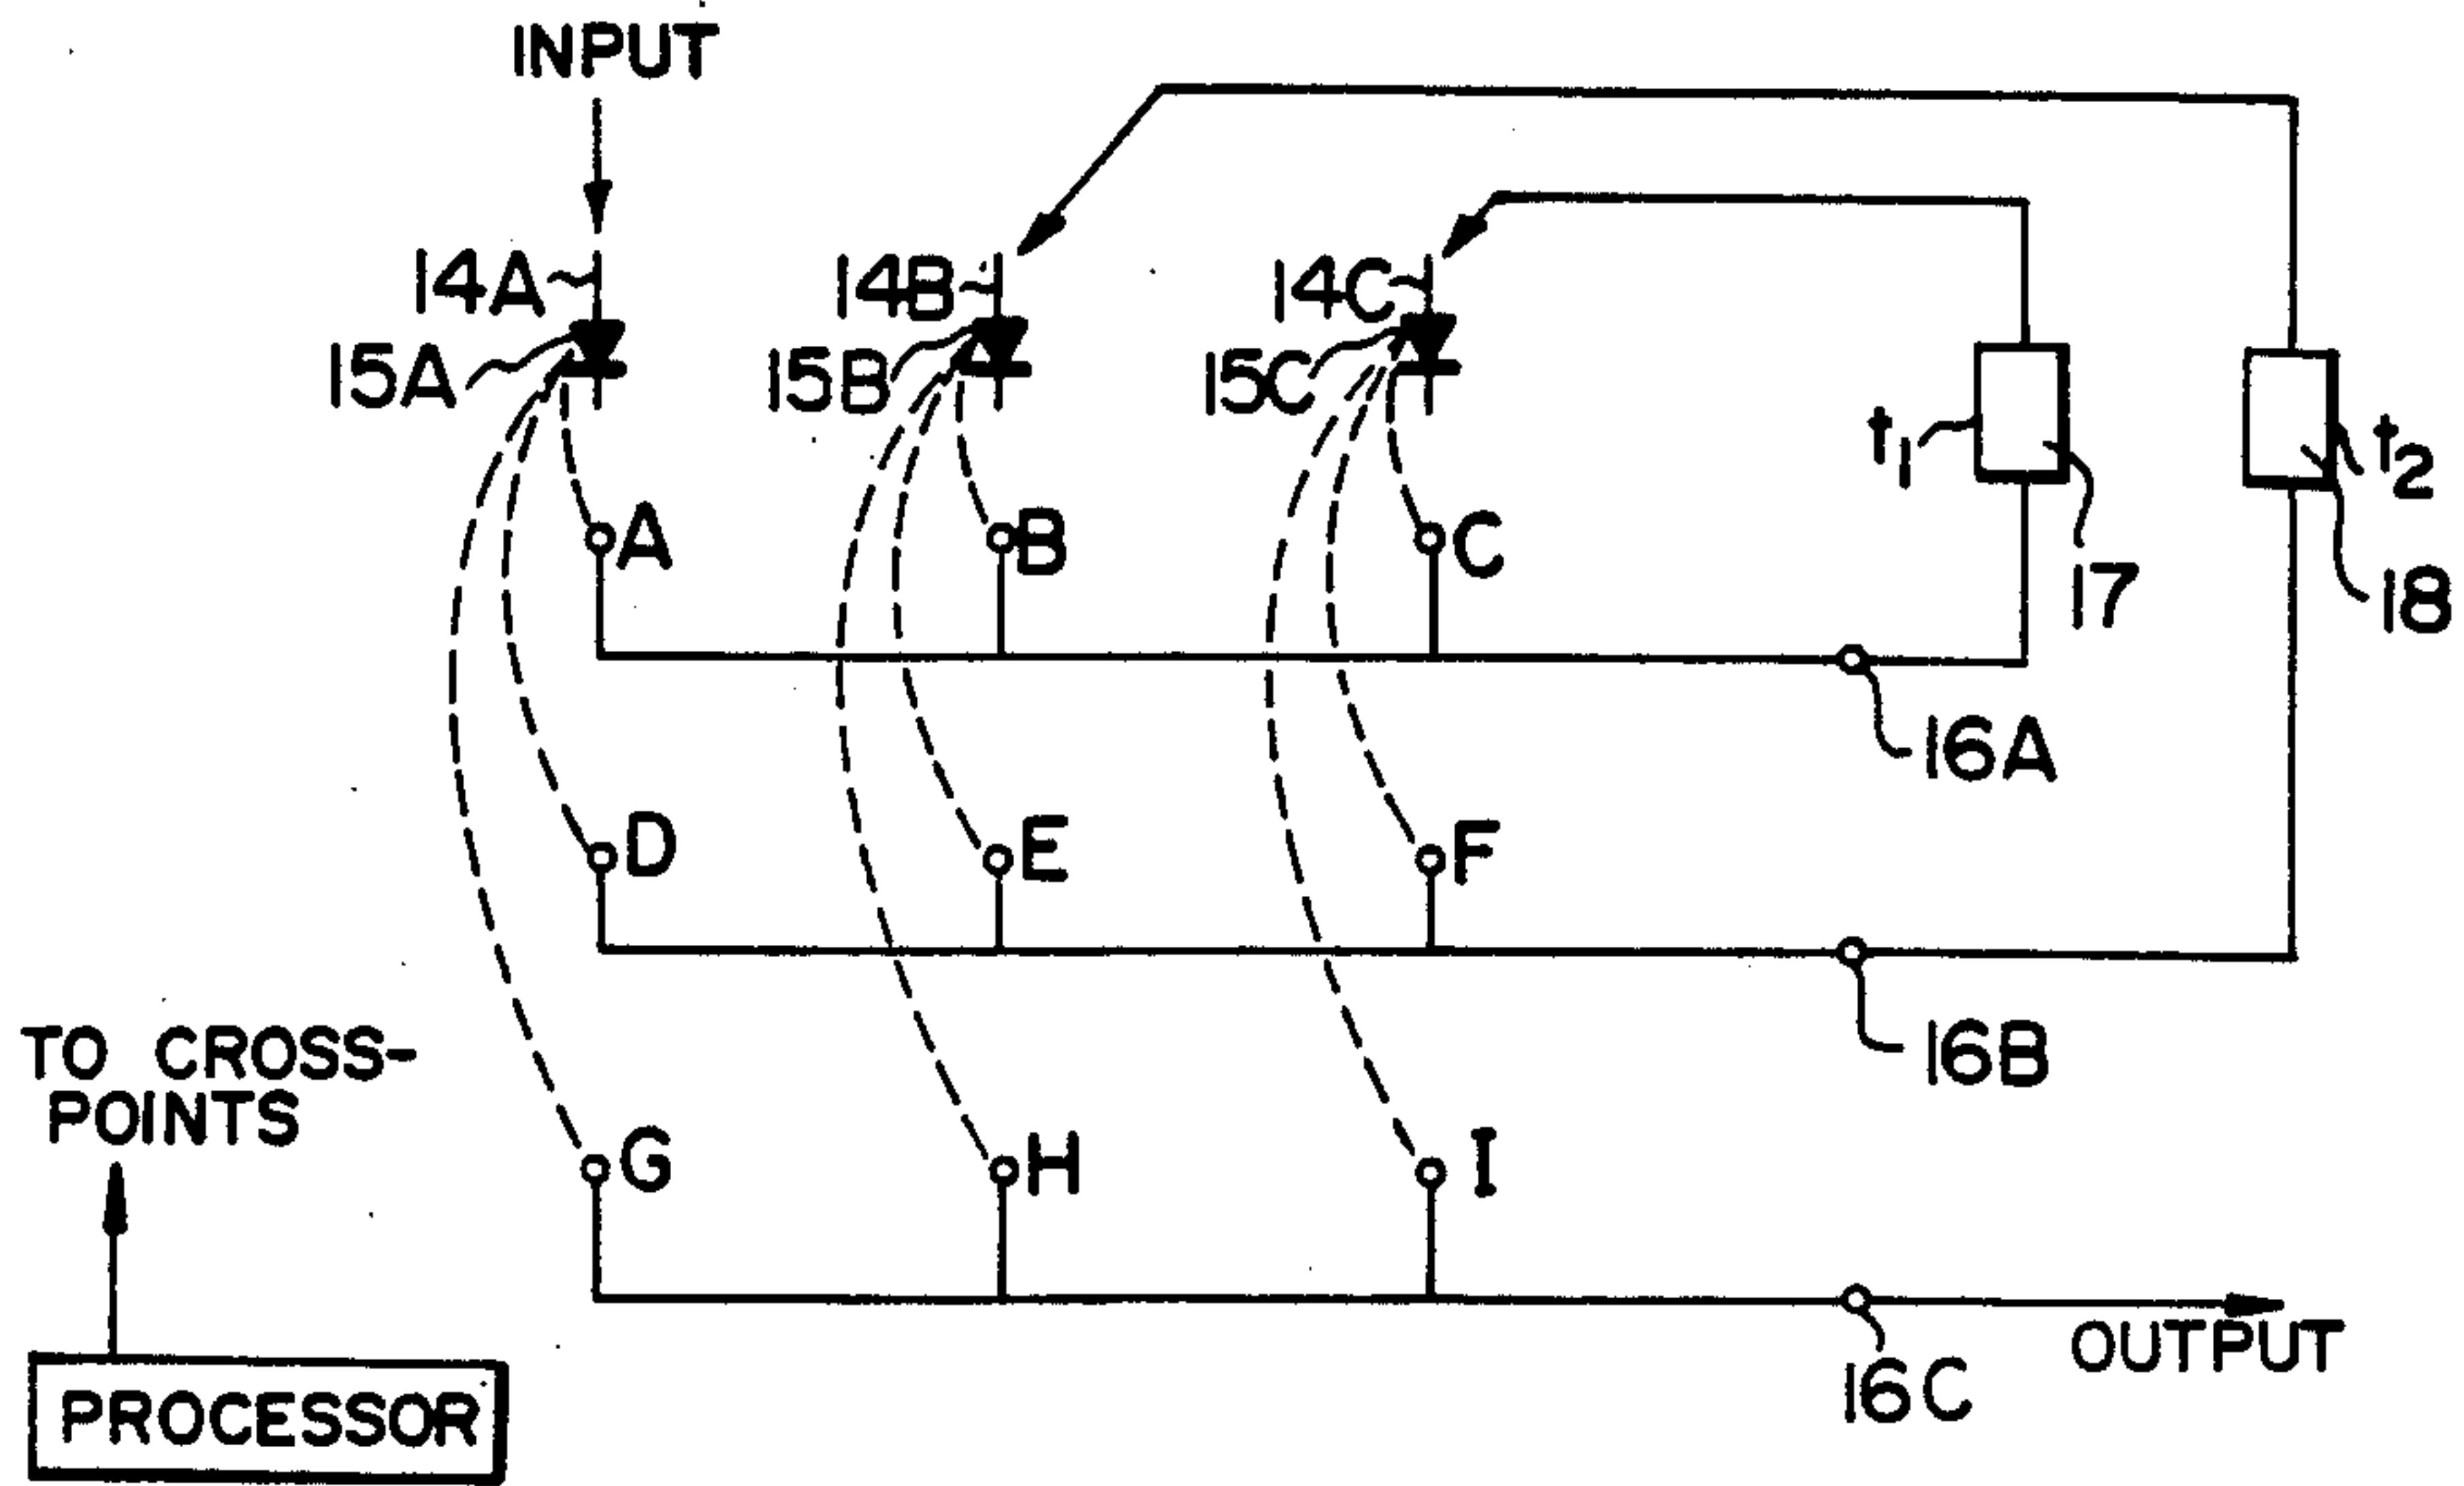 INPUT
14A
14B
14C
15A
15B
15C
t1
t2
A
B
C
17
18
16A
D
E
F
TO CROSS-
POINTS
16B
G
H
I
OUTPUT
16C
PROCESSOR